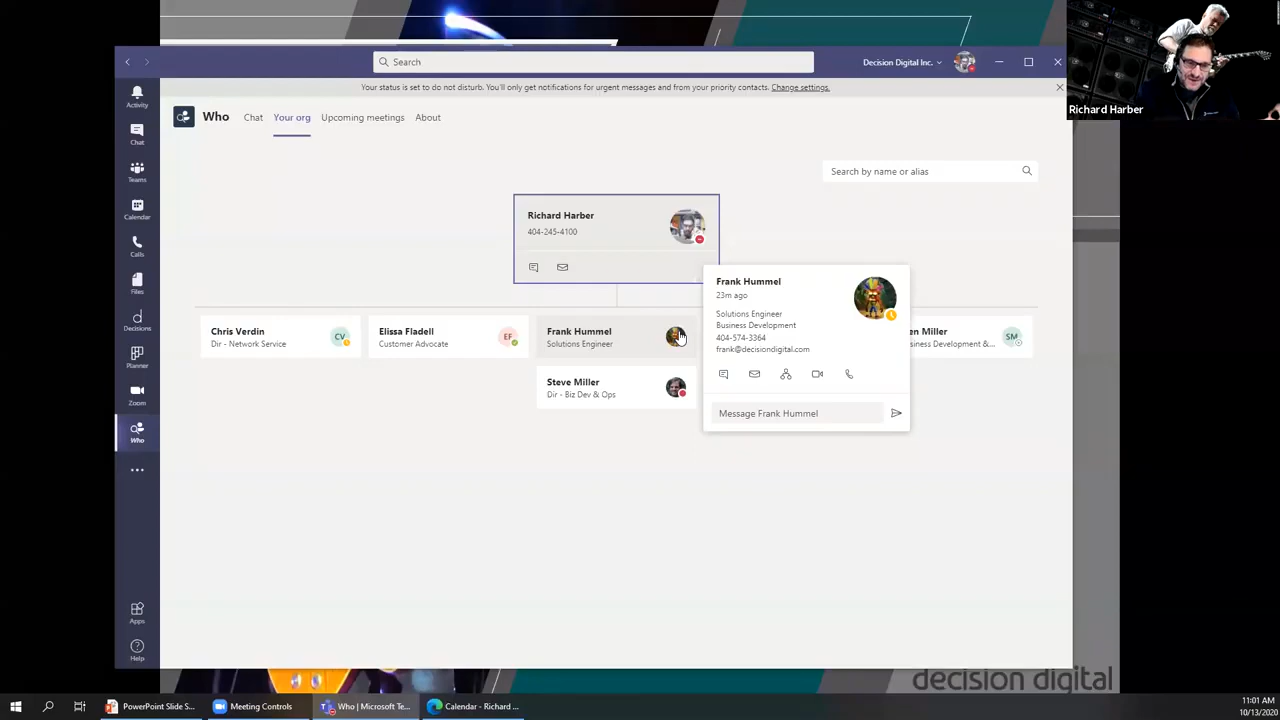 Search
Decision Digital Inc.
Richard Harber
Your status is set to do not disturb. You'll only get notifications for urgent messages and from your priority contacts. Change settings.
Activity
Chat
Teams
Calendar
Calls
Files
Decisions
Planner
Zoom
Who
Apps
Help
Who
Chat
Your org
Upcoming meetings
About
Search by name or alias
Richard Harber
404-245-4100
Chris Verdin
Dir - Network Service
CV
Elissa Fladell
Customer Advocate
EF
Frank Hummel
Solutions Engineer
Steve Miller
Dir - Biz Dev & Ops
Frank Hummel
23m ago
Solutions Engineer
Business Development
404-574-3364
frank@decisiondigital.com
Message Frank Hummel
en Miller
siness Development &...
SM
decision digital
PowerPoint Slide S...
Meeting Controls
Who | Microsoft Te...
Calendar - Richard ...
11:01 AM
10/13/2020